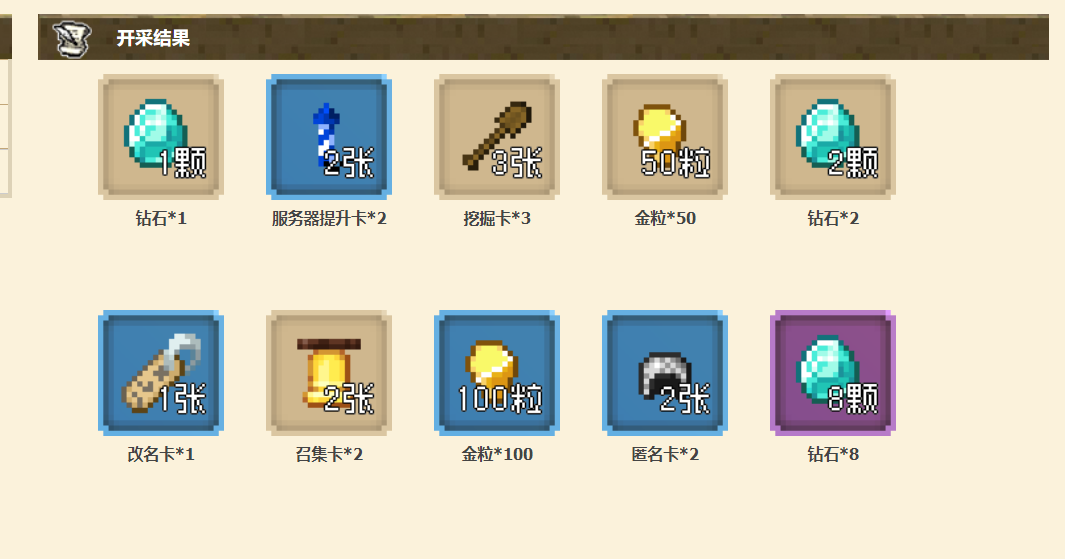 开采结果
1颗
2张
3张
50粒
2颗
钻石*1
服务器提升卡*2
挖掘卡*3
金粒*50
钻石*2
1张
2张
100粒
2张
8颗
改名卡*1
召集卡*2
金粒*100
匿名卡*2
钻石*8